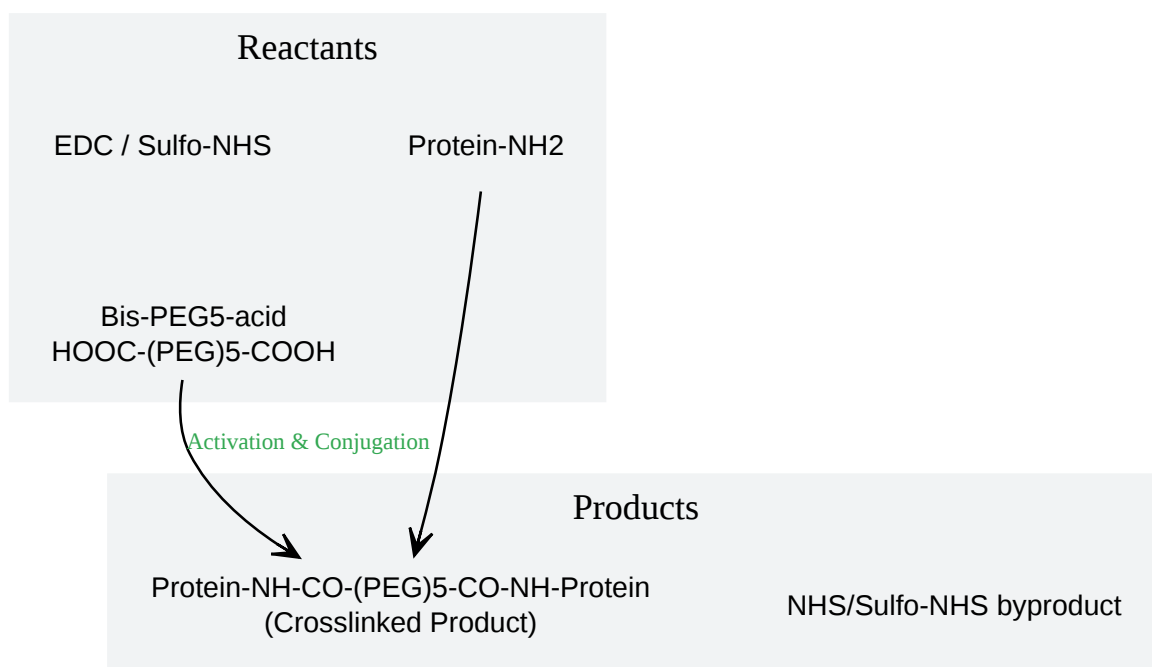 Reactants
EDC / Sulfo-NHS
Protein-NH2
Bis-PEG5-acid
HOOC-(PEG)5-COOH
Activation & Conjugation
Products
Protein-NH-CO-(PEG)5-CO-NH-Protein
(Crosslinked Product)
NHS/Sulfo-NHS byproduct